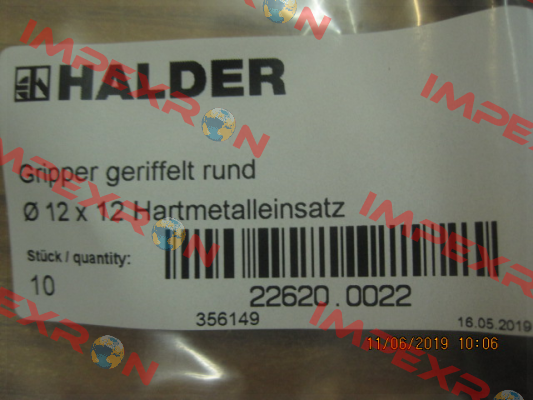 HALDER
Gripper geriffelt rund
Ø 12 x 12 Hartmetalleinsatz
Stück / quantity:
10
22620.0022
356149
16.05.2019
11/06/2019 10:06
IMPEXRON
IMPEXRON
IMPEXRON
IMPEXRON
IMPEXRON